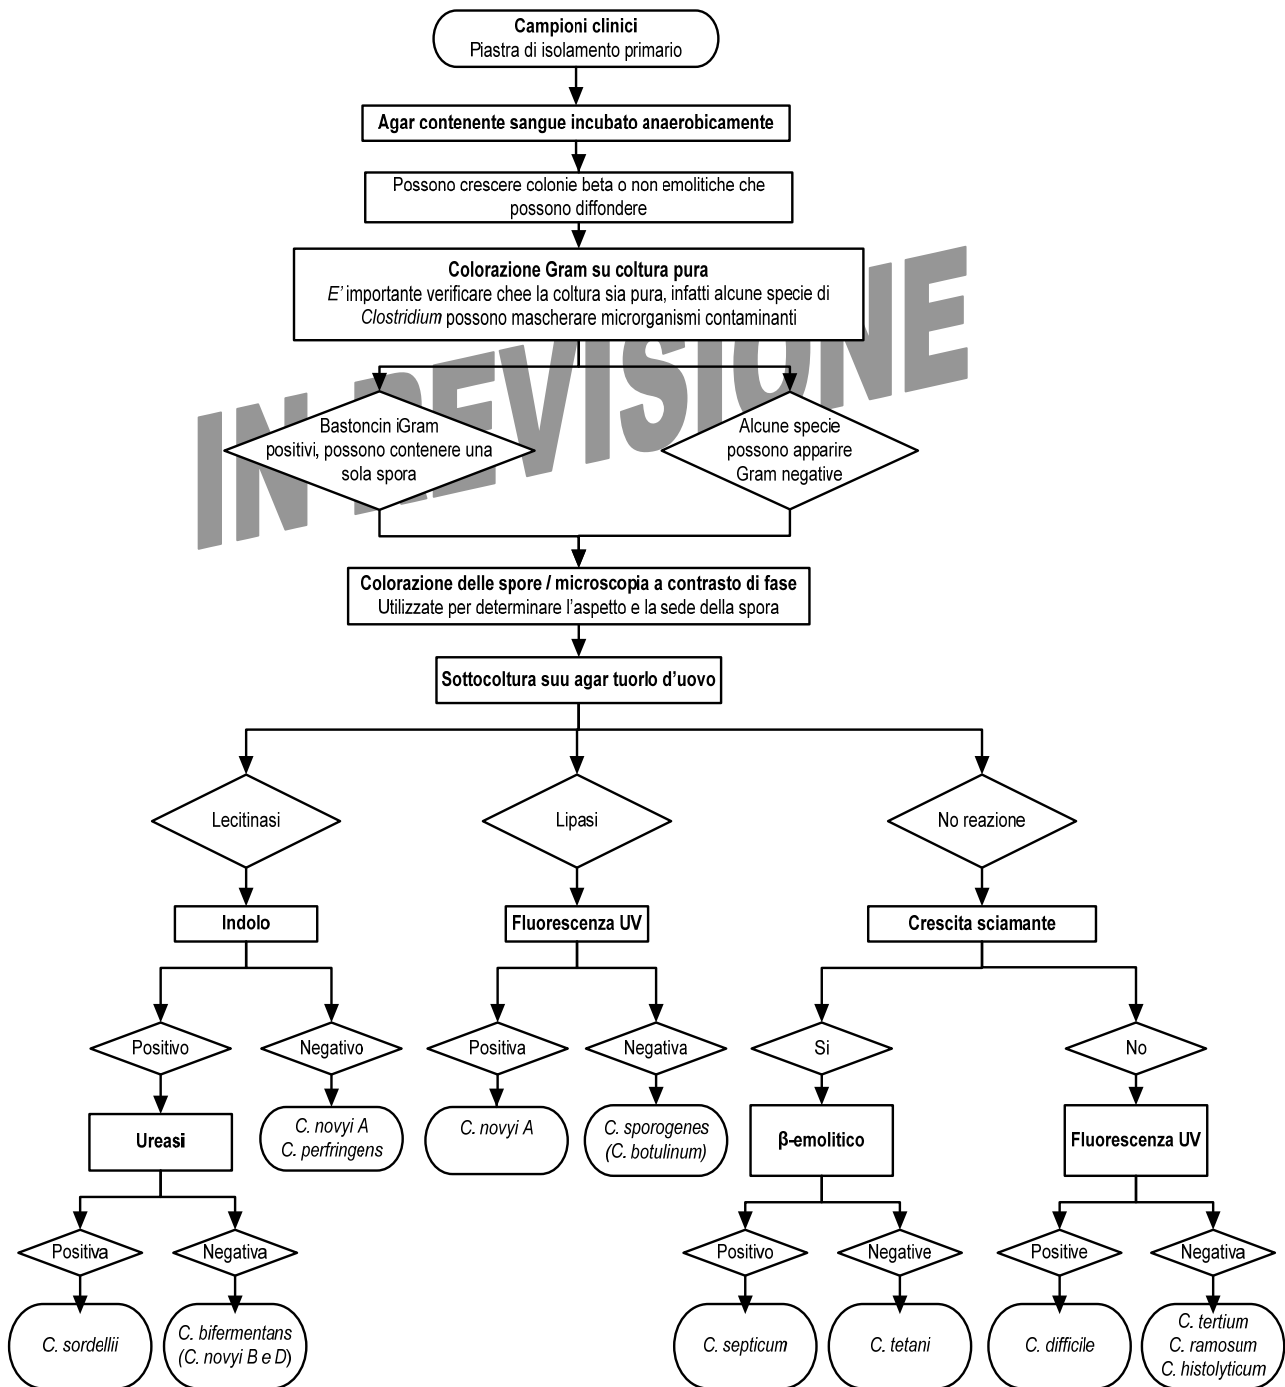 Campioni clinici
Piastra di isolamento primario
Agar contenente sangue incubato anaerobicamente
Possono crescere colonie beta o non emolitiche che
possono diffondere
Colorazione Gram su coltura pura
E' importante verificare chee la coltura sia pura, infatti alcune specie di
Clostridium possono mascherare microrganismi contaminanti
IN REVISIONE
Bastoncin iGram
positivi, possono contenere una
sola spora
Alcune specie
possono apparire
Gram negative
Colorazione delle spore / microscopia a contrasto di fase
Utilizzate per determinare l'aspetto e la sede della spora
Sottocoltura suu agar tuorlo d'uovo
Lecitinasi
Lipasi
No reazione
Indolo
Fluorescenza UV
Crescita sciamante
Positivo
Negativo
Positiva
Negativa
Si
No
Ureasi
C. novyi A
C. perfringens
C. novyi A
C. sporogenes
(C. botulinum)
β-emolitico
Fluorescenza UV
Positiva
Negativa
Positivo
Negative
Positive
Negativa
C. sordellii
C. bifermentans
(C. novyi B e D)
C. septicum
C. tetani
C. difficile
C. tertium
C. ramosum
C. histolyticum